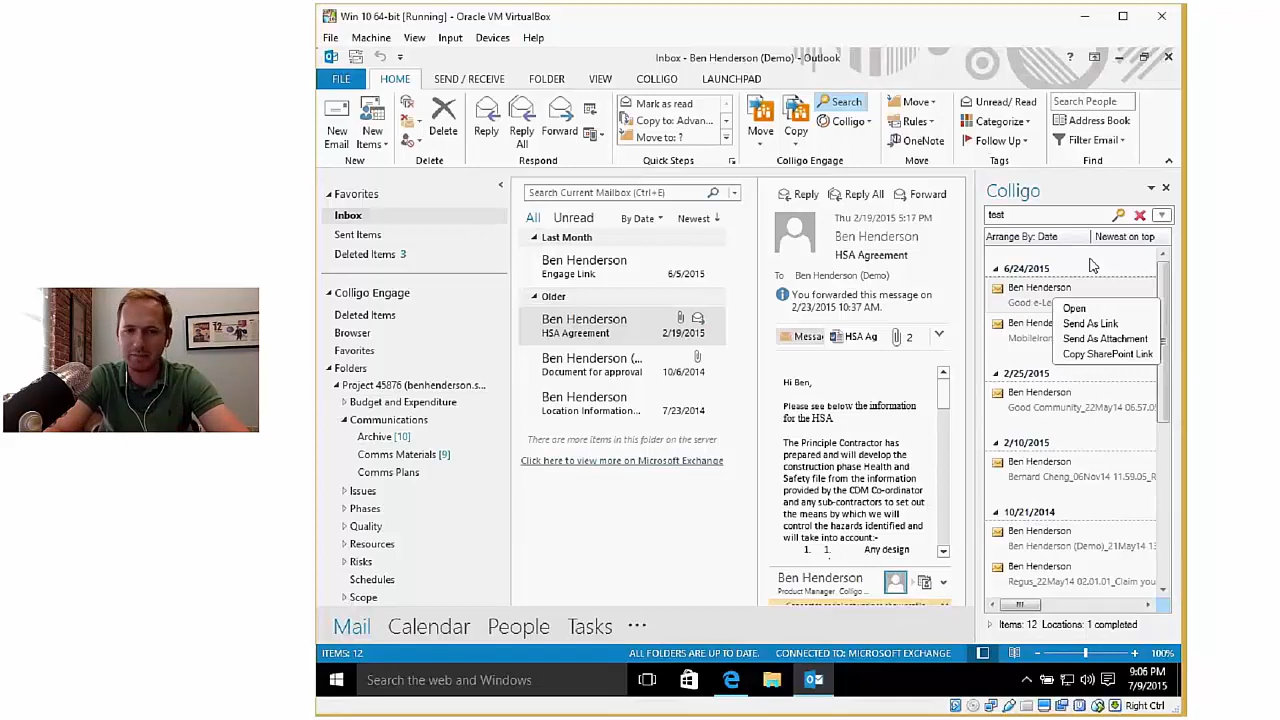 Win 10 64-bit [Running] - Oracle VM VirtualBox
File Machine View Input Devices Help
Inbox - Ben Henderson (Demo) - Outlook
FILE HOME SEND / RECEIVE FOLDER VIEW COLLIGO LAUNCHPAD
New Email
New Items
Delete
Reply
Reply All
Forward
Mark as read
Copy to: Advan...
Move to: ?
Move
Copy
Search
Colligo
Move
Rules
OneNote
Unread/ Read
Categorize
Follow Up
Search People
Address Book
Filter Email
New Delete Respond Quick Steps Colligo Engage Move Tags Find
Favorites
Inbox
Sent Items
Deleted Items 3
Colligo Engage
Deleted Items
Browser
Favorites
Folders
Project 45876 (benhenderson.s...
Budget and Expenditure
Communications
Archive [10]
Comms Materials [9]
Comms Plans
Issues
Phases
Quality
Resources
Risks
Schedules
Scope
Search Current Mailbox (Ctrl+E)
All Unread By Date Newest
Last Month
Ben Henderson
Engage Link 6/5/2015
Older
Ben Henderson
HSA Agreement 2/19/2015
Ben Henderson (...
Document for approval 10/6/2014
Ben Henderson
Location Information... 7/23/2014
There are more items in this folder on the server
Click here to view more on Microsoft Exchange
Reply Reply All Forward
Thu 2/19/2015 5:17 PM
Ben Henderson
HSA Agreement
To Ben Henderson (Demo)
You forwarded this message on
2/23/2015 10:37 AM.
Messa HSA Ag 2
Hi Ben,
Please see below the information
for the HSA
The Principle Contractor has
prepared and will develop the
construction phase Health and
Safety file from the information
provided by the CDM Co-ordinator
and any sub-contractors to set out
the means by which we will
control the hazards identified and
will take into account:-
1. 1. Any design
Ben Henderson
Product Manager Colligo ...
Colligo
test
Arrange By: Date Newest on top
6/24/2015
Ben Henderson
Good e-Le
Ben Hende
MobileIron
Open
Send As Link
Send As Attachment
Copy SharePoint Link
2/25/2015
Ben Henderson
Good Community_22May14 06.57.05
2/10/2015
Ben Henderson
Bernard Cheng_06Nov14 11.59.05_R
10/21/2014
Ben Henderson
Ben Henderson (Demo)_21May14 13
Ben Henderson
Regus_22May14 02.01.01_Claim you
Items: 12 Locations: 1 completed
Mail Calendar People Tasks ...
ITEMS: 12 ALL FOLDERS ARE UP TO DATE. CONNECTED TO: MICROSOFT EXCHANGE 100%
Search the web and Windows
9:06 PM
7/9/2015
Right Ctrl